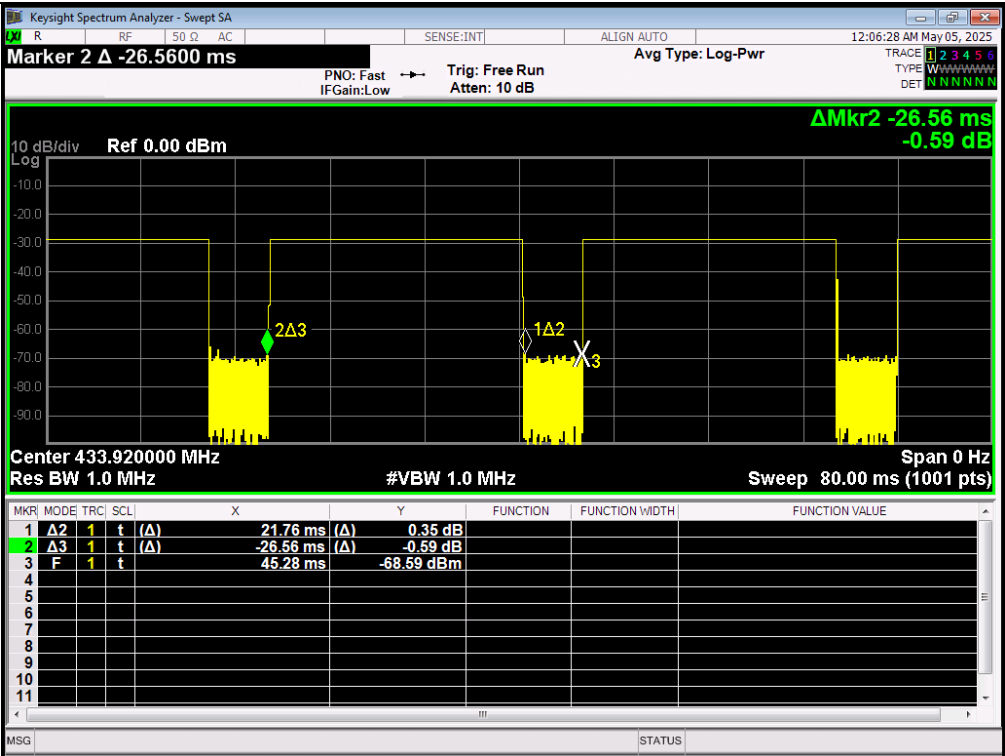 Keysight Spectrum Analyzer - Swept SA
LXI R RF 50 Ω AC SENSE:INT ALIGN AUTO 12:06:28 AM May 05, 2025
Marker 2 Δ -26.5600 ms
PNO: Fast
IFGain:Low
Trig: Free Run
Atten: 10 dB
Avg Type: Log-Pwr
TRACE 1 2 3 4 5 6
TYPE WWWWWW
DET N N N N N N
ΔMkr2 -26.56 ms
-0.59 dB
10 dB/div Ref 0.00 dBm
Log
-10.0
-20.0
-30.0
-40.0
-50.0
-60.0
-70.0
-80.0
-90.0
2Δ3
1Δ2
3
Center 433.920000 MHz Span 0 Hz
Res BW 1.0 MHz #VBW 1.0 MHz Sweep 80.00 ms (1001 pts)
MKR MODE TRC SCL X Y FUNCTION FUNCTION WIDTH FUNCTION VALUE
1 Δ2 1 t (Δ) 21.76 ms (Δ) 0.35 dB
2 Δ3 1 t (Δ) -26.56 ms (Δ) -0.59 dB
3 F 1 t 45.28 ms -68.59 dBm
4
5
6
7
8
9
10
11
MSG STATUS